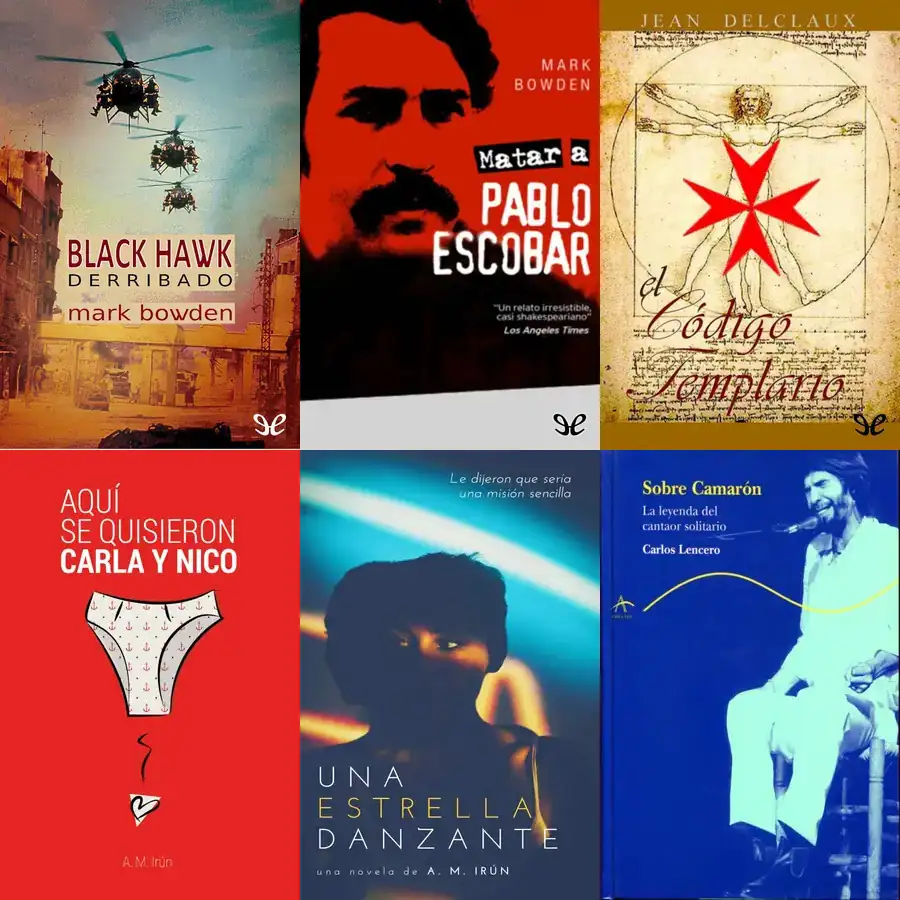 BLACK HAWK
DERRIBADO
mark bowden
MARK
BOWDEN
Matar a
PABLO
ESCOBAR
"Un relato irresistible,
casi shakespeariano"
Los Angeles Times
JEAN DELCLAUX
el
Código
Templario
AQUÍ
SE QUISIERON
CARLA Y NICO
A. M. Irún
Le dijeron que sería
una misión sencilla
UNA
ESTRELLA
DANZANTE
una novela de A. M. IRÚN
Sobre Camarón
La leyenda del
cantaor solitario
Carlos Lencero